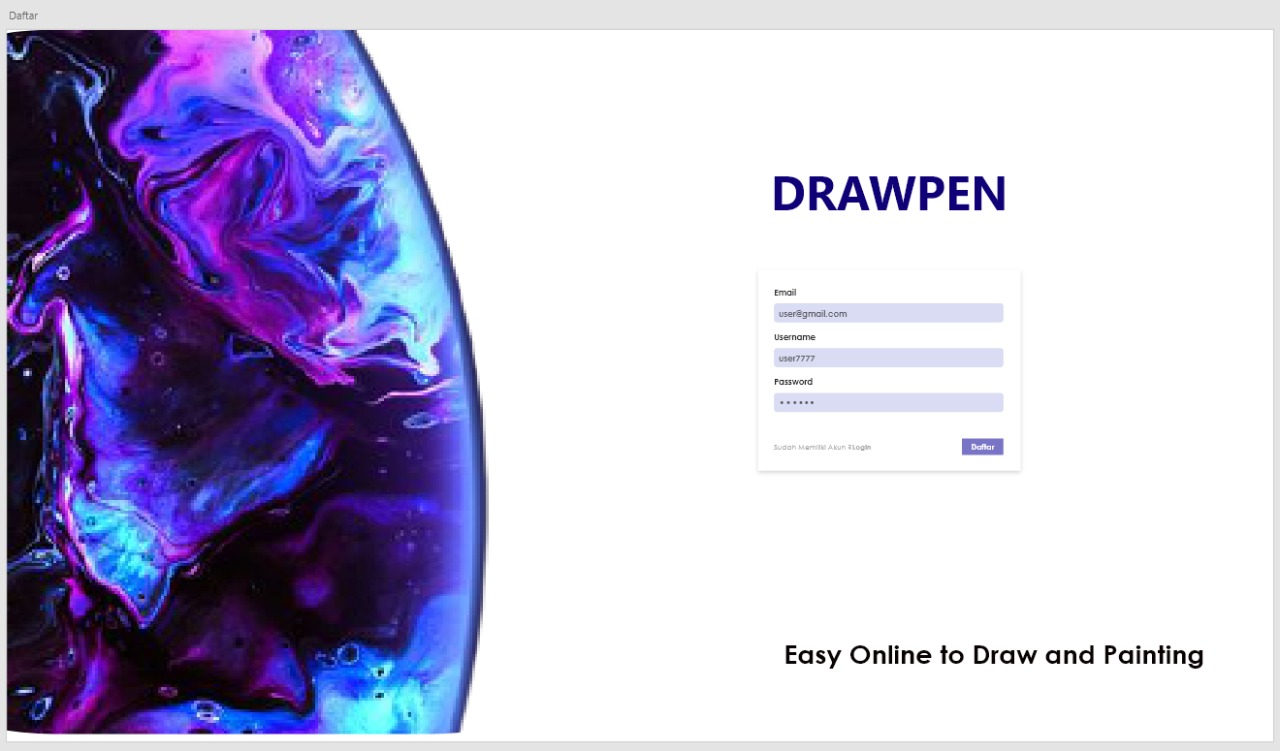 Daftar
DRAWPEN
Email
user@gmail.com
Username
user7777
Password
••••••
Sudah Memiliki Akun ?Login
Daftar
Easy Online to Draw and Painting